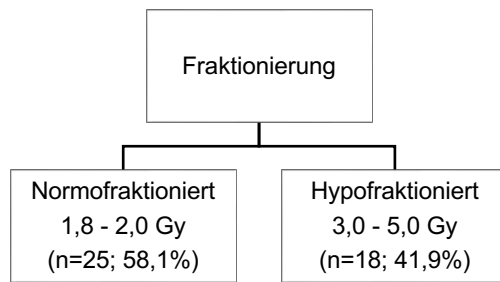 Fraktionierung
Normofraktioniert
1,8 - 2,0 Gy
(n=25; 58,1%)
Hypofraktioniert
3,0 - 5,0 Gy
(n=18; 41,9%)